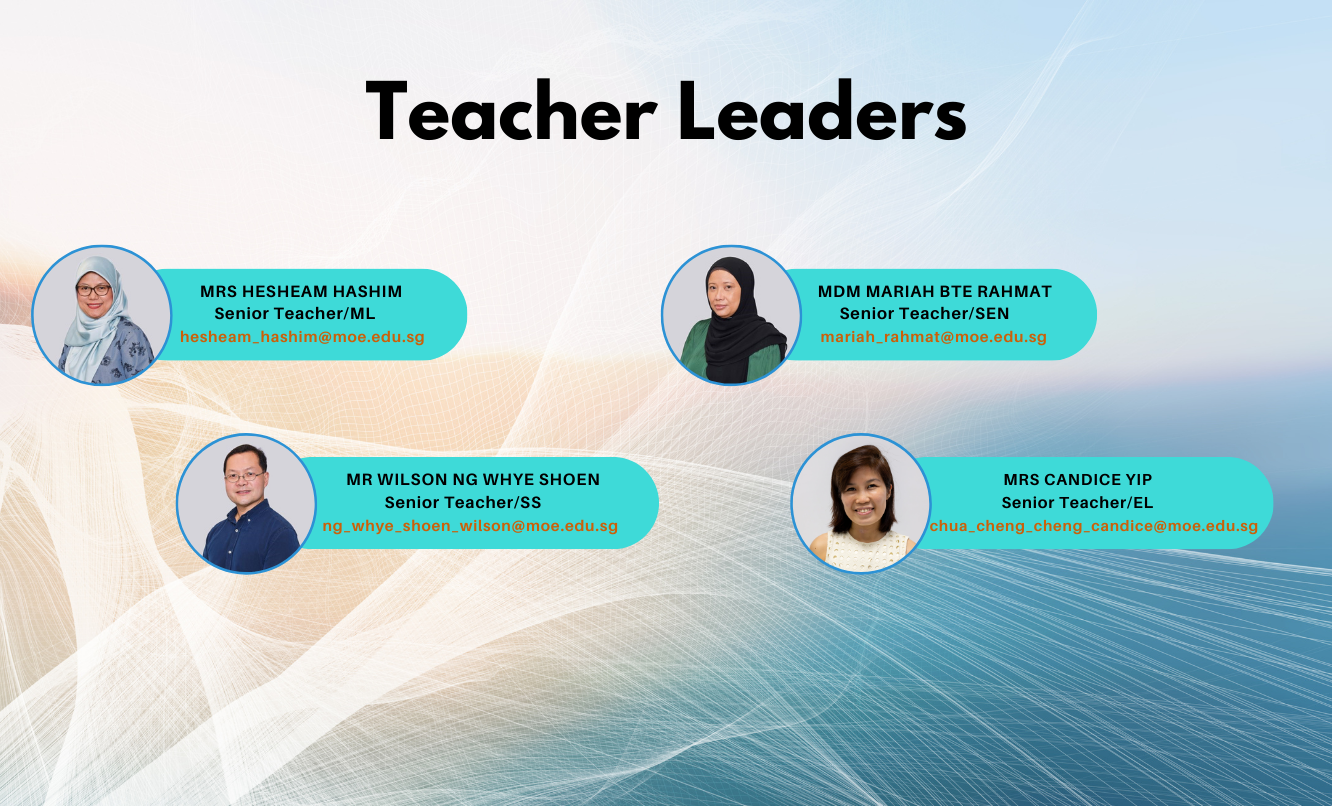 Teacher Leaders
MRS HESHEAM HASHIM
Senior Teacher/ML
hesheam_hashim@moe.edu.sg
MDM MARIAH BTE RAHMAT
Senior Teacher/SEN
mariah_rahmat@moe.edu.sg
MR WILSON NG WHYE SHOEN
Senior Teacher/SS
ng_whye_shoen_wilson@moe.edu.sg
MRS CANDICE YIP
Senior Teacher/EL
chua_cheng_cheng_candice@moe.edu.sg